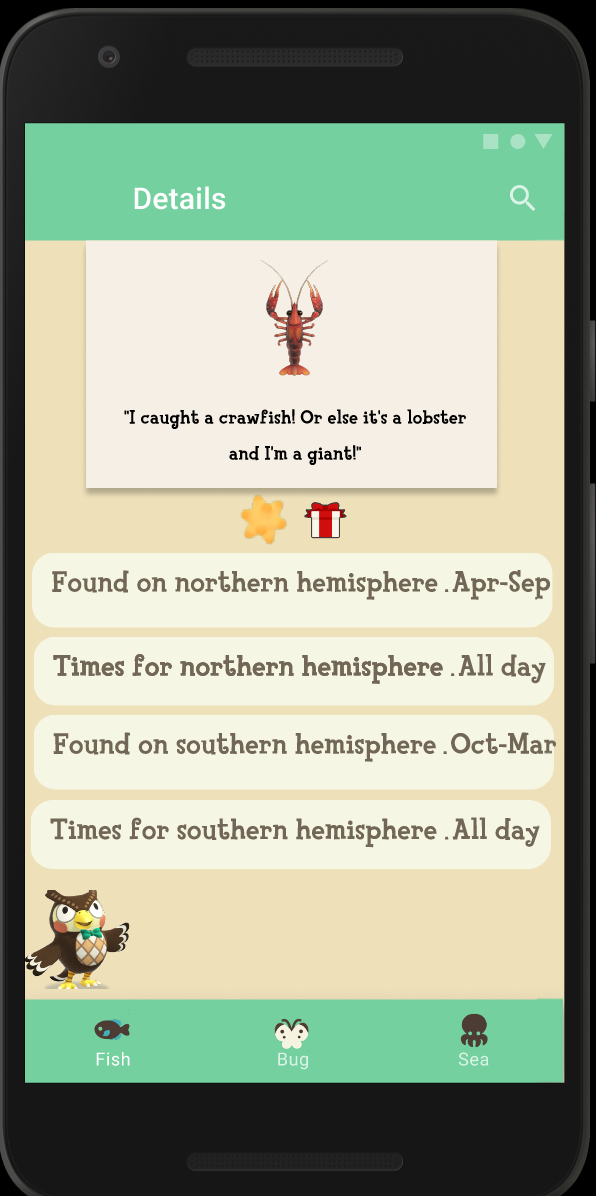 Details
"I caught a crawfish! Or else it's a lobster
and I'm a giant!"
Found on northern hemisphere .Apr-Sep
Times for northern hemisphere .All day
Found on southern hemisphere .Oct-Mar
Times for southern hemisphere .All day
Fish Bug Sea